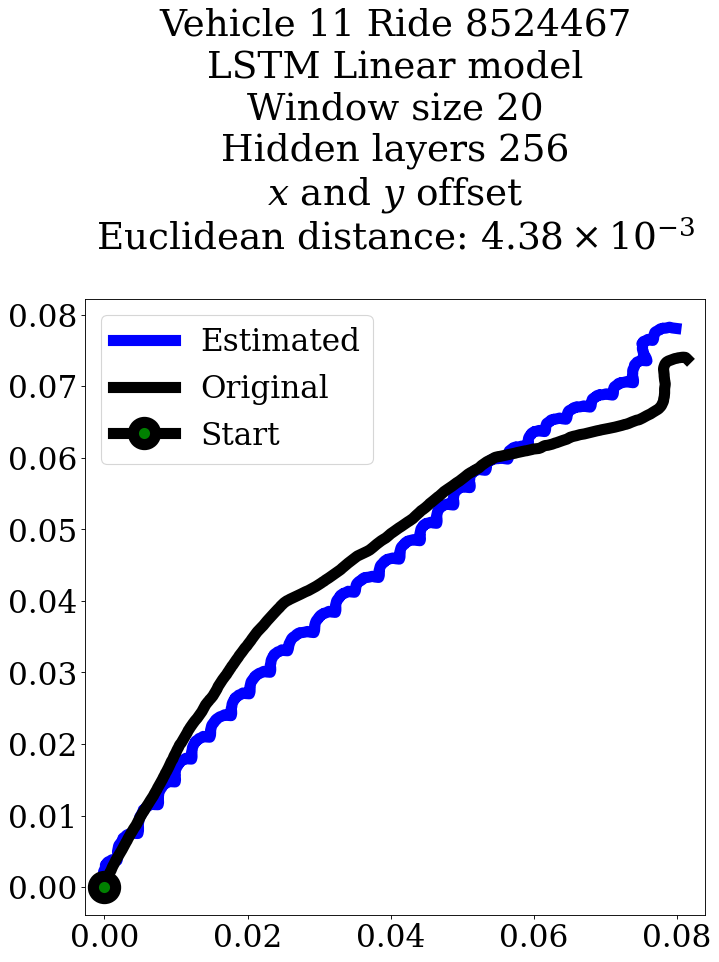 Vehicle 11 Ride 8524467
LSTM Linear model
Window size 20
Hidden layers 256
x and y offset
Euclidean distance: 4.38 × 10⁻³
Estimated
Original
Start
0.08
0.07
0.06
0.05
0.04
0.03
0.02
0.01
0.00
0.00 0.02 0.04 0.06 0.08